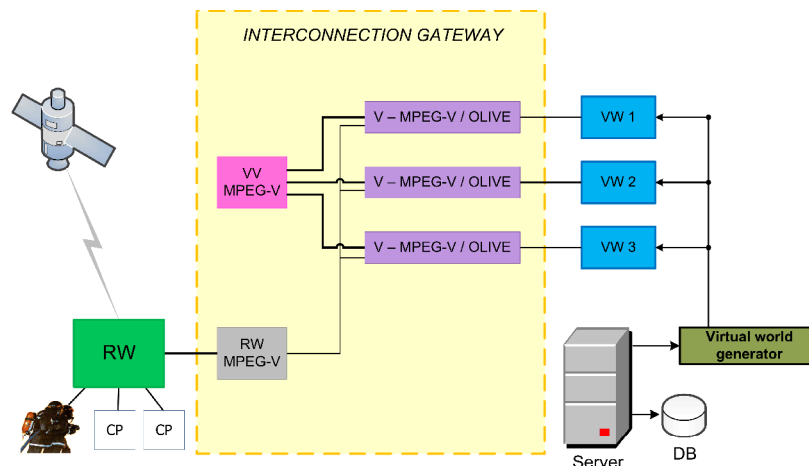 INTERCONNECTION GATEWAY
V – MPEG-V / OLIVE
VW 1
VV
MPEG-V
V – MPEG-V / OLIVE
VW 2
V – MPEG-V / OLIVE
VW 3
RW
RW
MPEG-V
Virtual world
generator
CP
CP
Server
DB